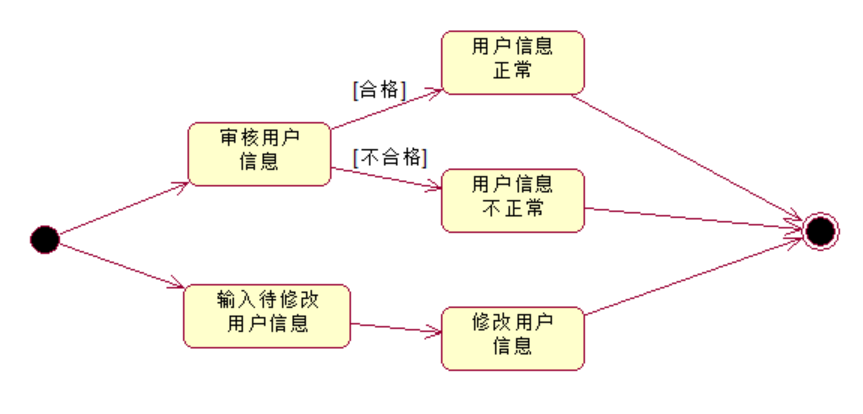 用户信息
正常
[合格]
审核用户
信息
[不合格]
用户信息
不正常
输入待修改
用户信息
修改用户
信息